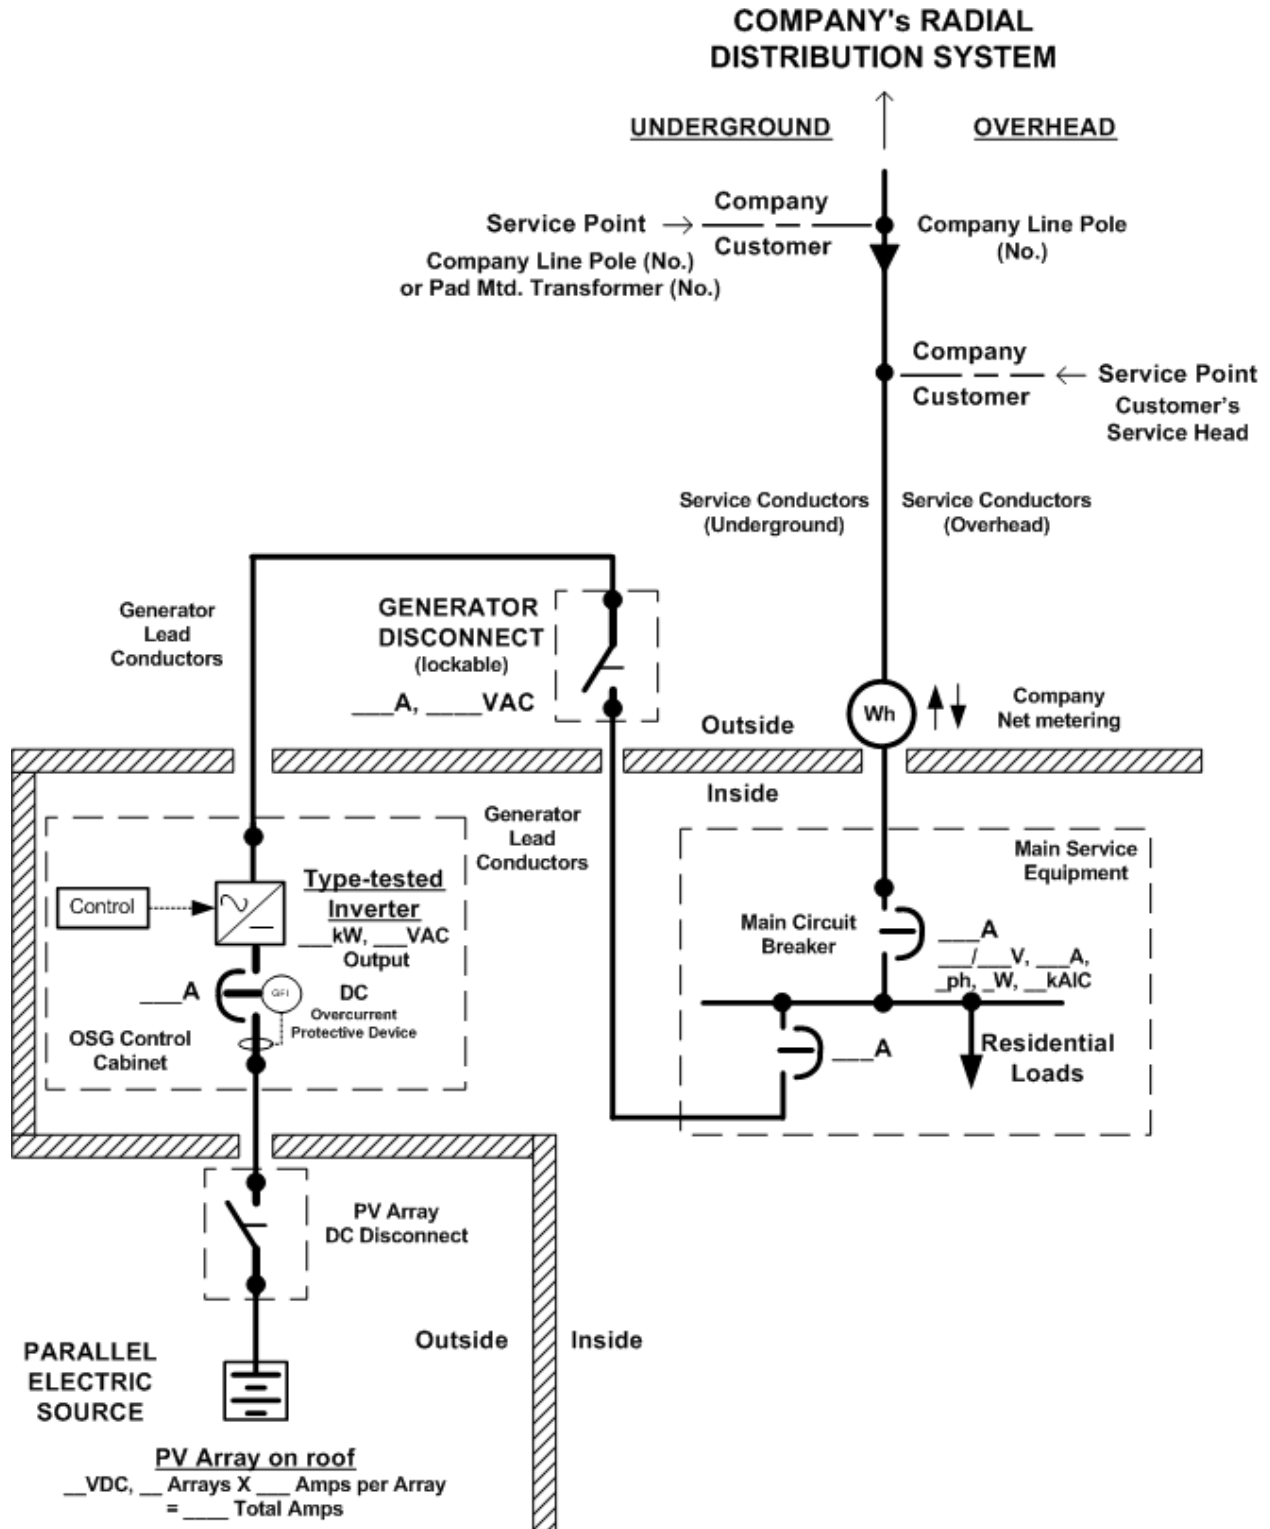 COMPANY's RADIAL
DISTRIBUTION SYSTEM
UNDERGROUND
OVERHEAD
Company
Service Point
Customer
Company Line Pole (No.)
or Pad Mtd. Transformer (No.)
Company Line Pole
(No.)
Company
Customer
Service Point
Customer's
Service Head
Service Conductors
(Underground)
Service Conductors
(Overhead)
Generator
Lead
Conductors
GENERATOR
DISCONNECT
(lockable)
___A, ____VAC
Wh
Company
Net metering
Outside
Inside
Generator
Lead
Conductors
Main Service
Equipment
Control
Type-tested
Inverter
___kW, ___VAC
Output
Main Circuit
Breaker
___A
___/___V, ___A,
_ph, _W, __kAIC
___A
GFI
DC
Overcurrent
Protective Device
OSG Control
Cabinet
___A
Residential
Loads
PV Array
DC Disconnect
Outside
Inside
PARALLEL
ELECTRIC
SOURCE
PV Array on roof
__VDC, __ Arrays X ___ Amps per Array
= ____ Total Amps